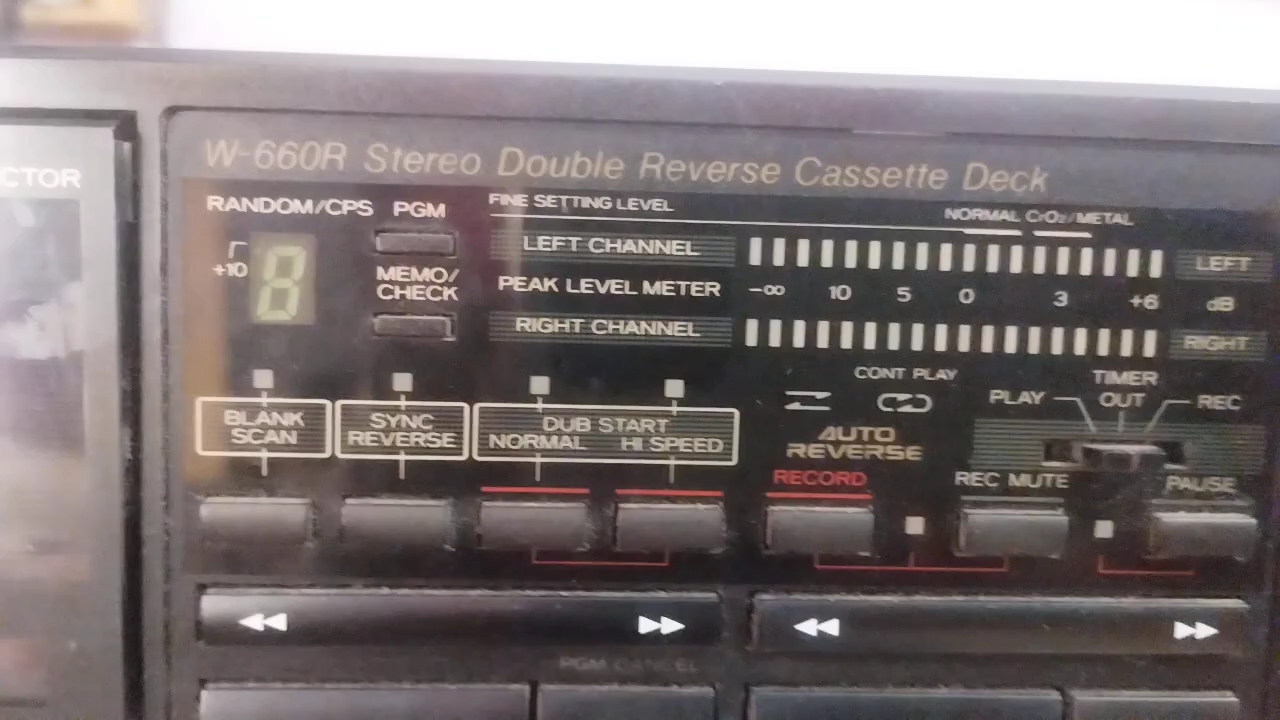 CTOR
W-660R Stereo Double Reverse Cassette Deck
RANDOM/CPS
PGM
FINE SETTING LEVEL
NORMAL CrO₂/METAL
+10
8
MEMO/
CHECK
LEFT CHANNEL
LEFT
PEAK LEVEL METER
-∞ 10 5 0 3 +6 dB
RIGHT CHANNEL
RIGHT
CONT PLAY
TIMER
PLAY OUT REC
BLANK
SCAN
SYNC
REVERSE
DUB START
NORMAL HI SPEED
AUTO
REVERSE
RECORD
REC MUTE
PAUSE
PGM CANCEL